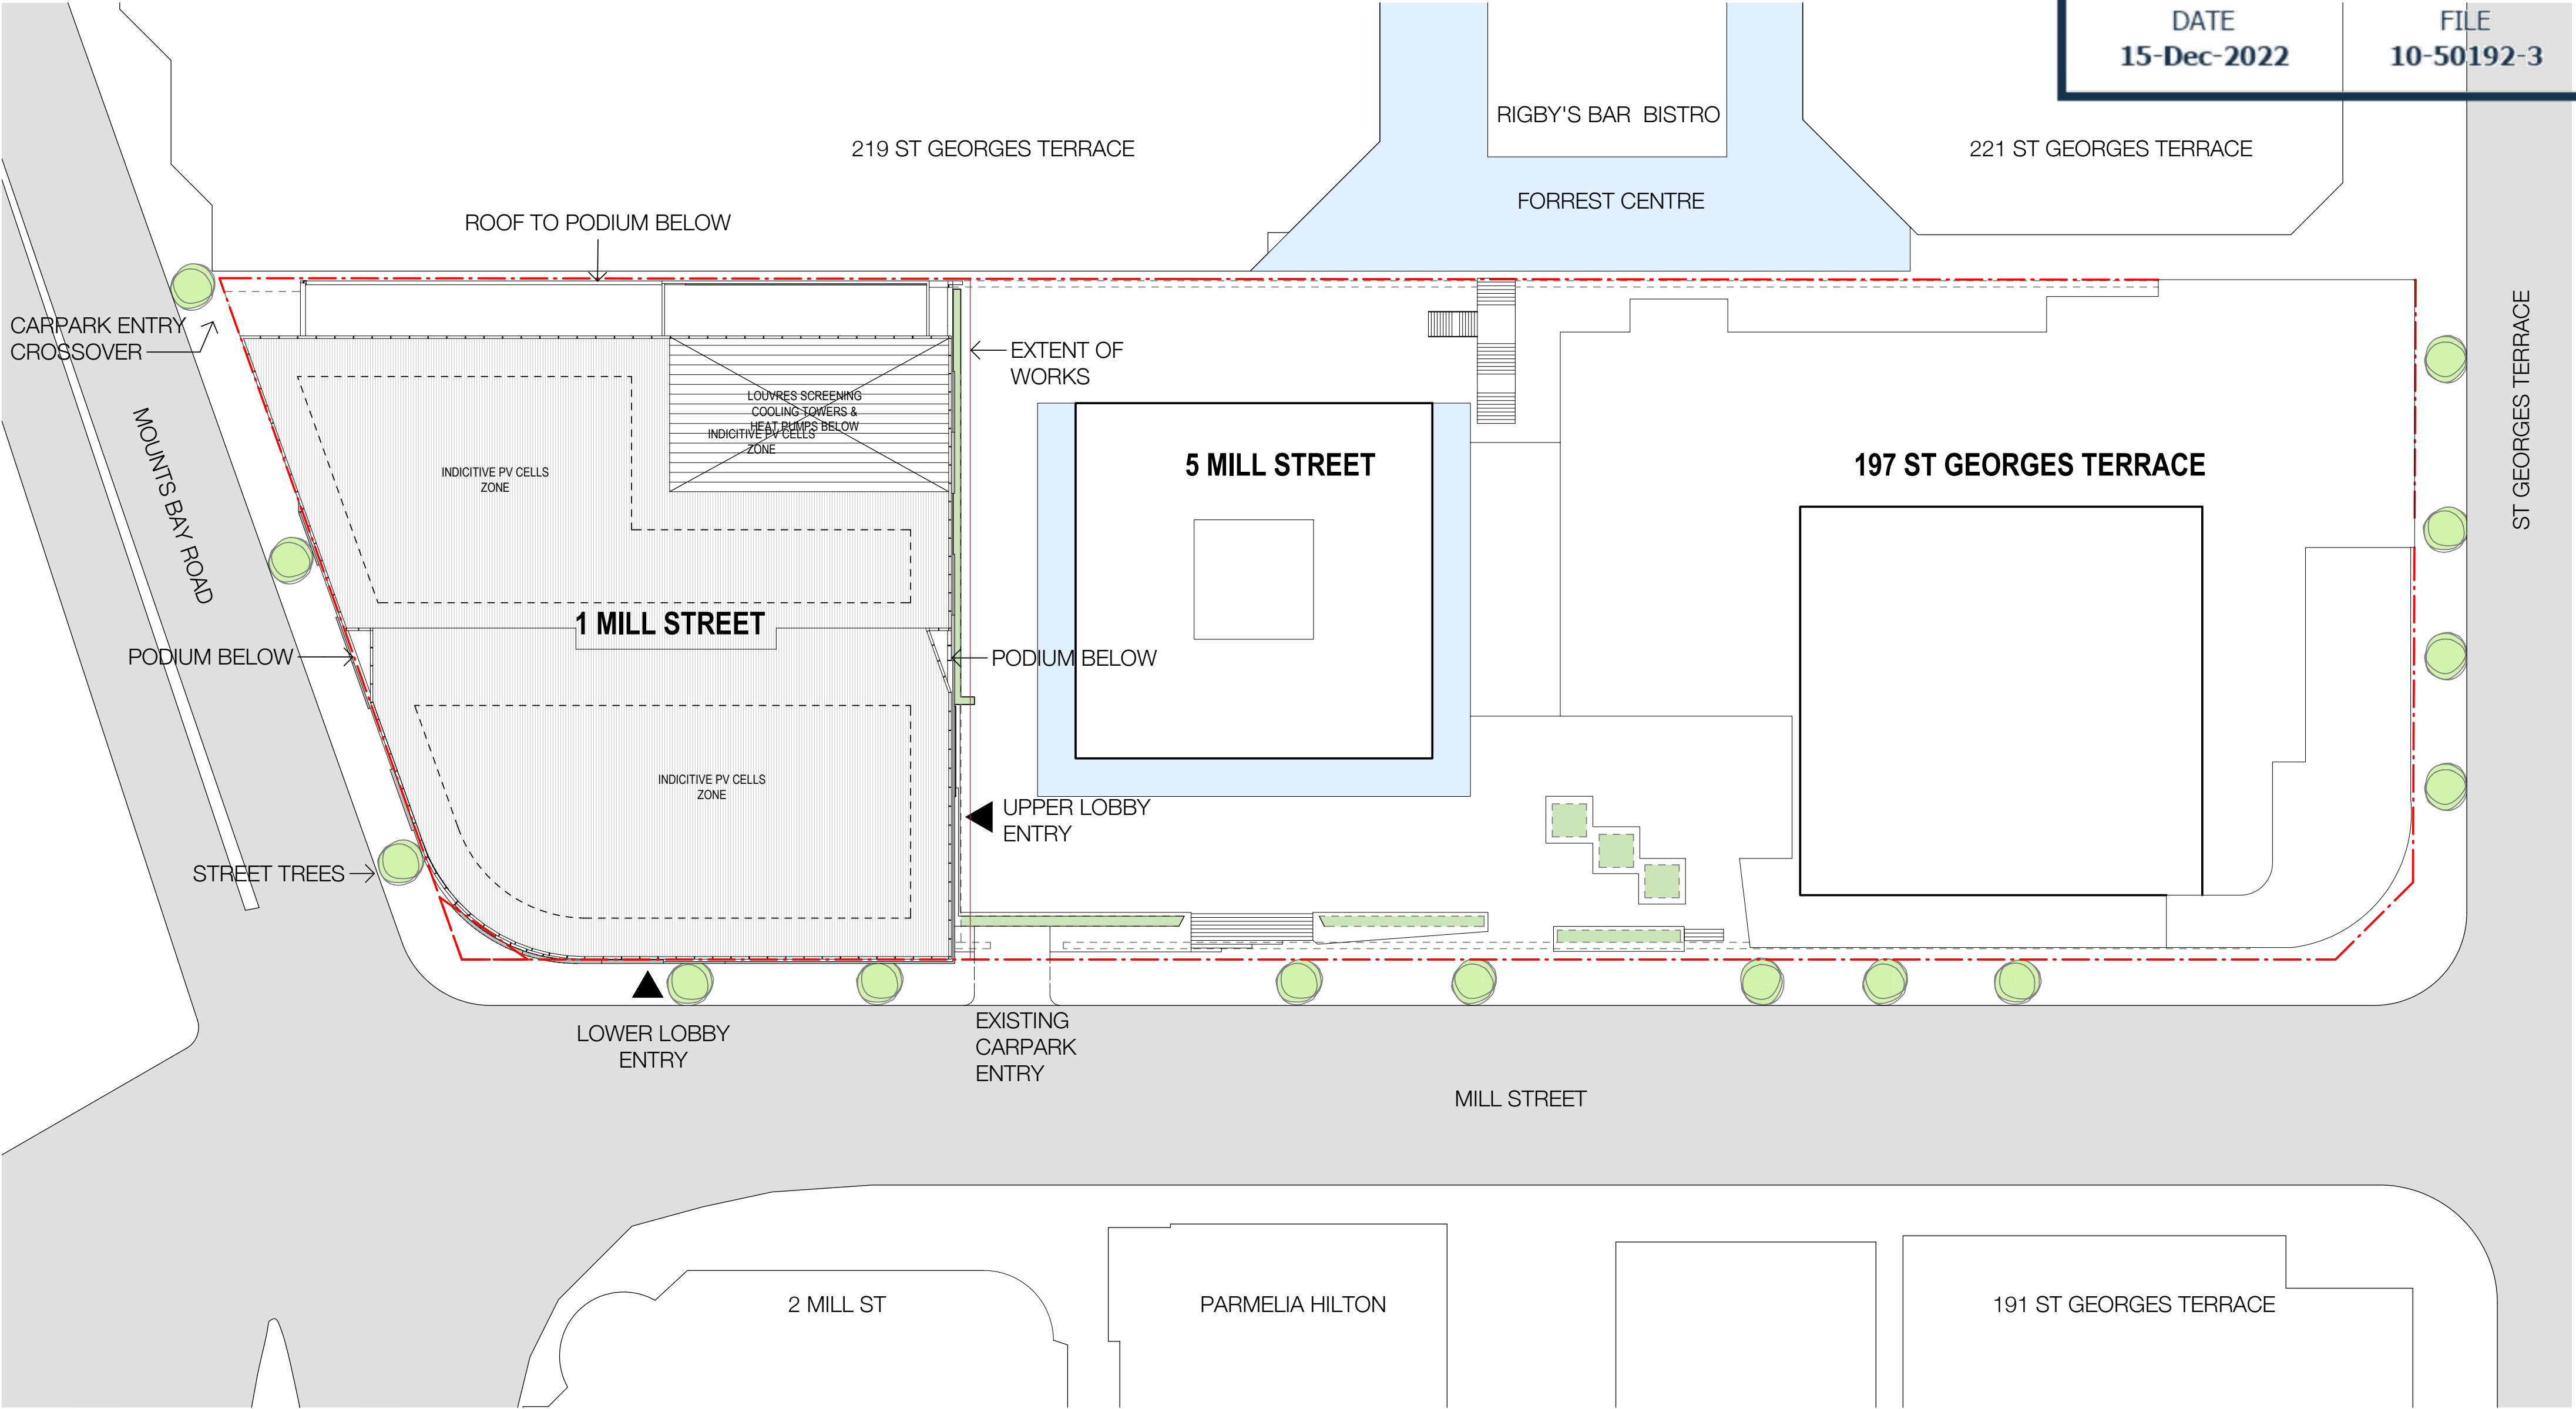 DATE
15-Dec-2022
FILE
10-50192-3
RIGBY'S BAR BISTRO
219 ST GEORGES TERRACE
221 ST GEORGES TERRACE
FORREST CENTRE
ROOF TO PODIUM BELOW
CARPARK ENTRY
CROSSOVER
EXTENT OF
WORKS
LOUVRES SCREENING
COOLING TOWERS &
HEAT PUMPS BELOW
INDICITIVE PV CELLS
ZONE
INDICITIVE PV CELLS
ZONE
MOUNTS BAY ROAD
5 MILL STREET
197 ST GEORGES TERRACE
ST GEORGES TERRACE
1 MILL STREET
PODIUM BELOW
PODIUM BELOW
INDICITIVE PV CELLS
ZONE
UPPER LOBBY
ENTRY
STREET TREES
LOWER LOBBY
ENTRY
EXISTING
CARPARK
ENTRY
MILL STREET
2 MILL ST
PARMELIA HILTON
191 ST GEORGES TERRACE